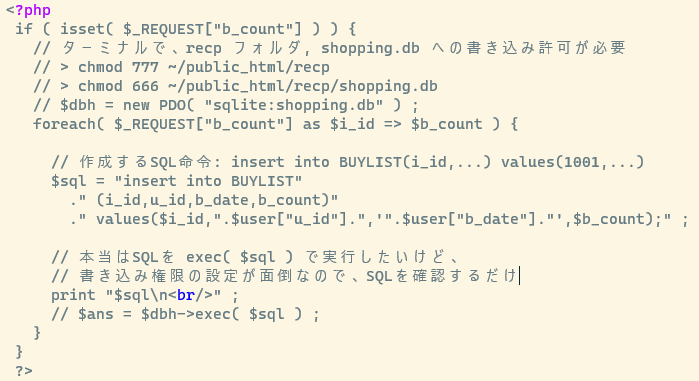 <?php
if ( isset( $_REQUEST["b_count"] ) ) {
// ターミナルで、recp フォルダ, shopping.db への書き込み許可が必要
// > chmod 777 ~/public_html/recp
// > chmod 666 ~/public_html/recp/shopping.db
// $dbh = new PDO( "sqlite:shopping.db" ) ;
foreach( $_REQUEST["b_count"] as $i_id => $b_count ) {
// 作成するSQL命令: insert into BUYLIST(i_id,...) values(1001,...)
$sql = "insert into BUYLIST"
." (i_id,u_id,b_date,b_count)"
." values($i_id,".$user["u_id"].",'".$user["b_date"]."',$b_count);" ;
// 本当はSQLを exec( $sql ) で実行したいけど、
// 書き込み権限の設定が面倒なので、SQLを確認するだけ
print "$sql\n<br/>" ;
// $ans = $dbh->exec( $sql ) ;
}
}
?>